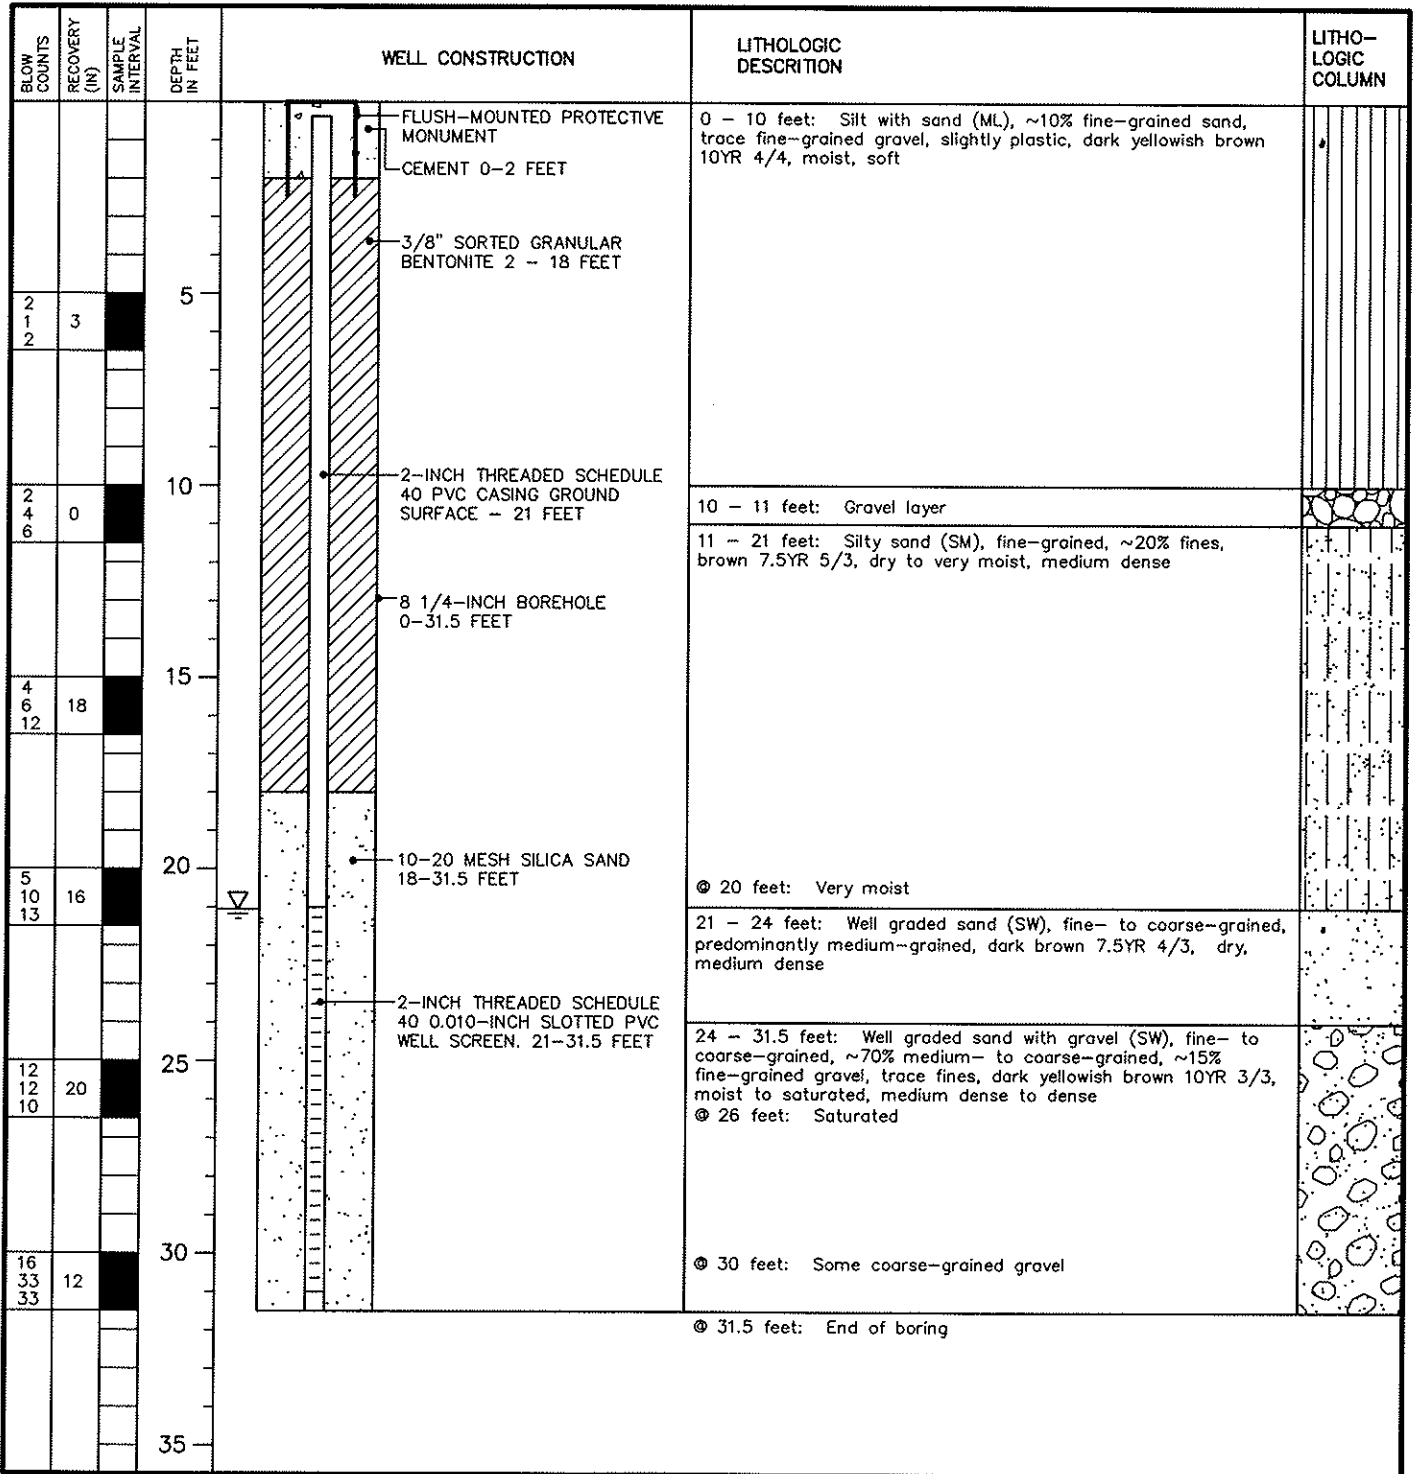 BLOW
COUNTS
RECOVERY
(IN)
SAMPLE
INTERVAL
DEPTH
IN FEET
WELL CONSTRUCTION
LITHOLOGIC
DESCRITION
LITHO-
LOGIC
COLUMN
FLUSH-MOUNTED PROTECTIVE
MONUMENT
CEMENT 0-2 FEET
3/8" SORTED GRANULAR
BENTONITE 2 - 18 FEET
2-INCH THREADED SCHEDULE
40 PVC CASING GROUND
SURFACE - 21 FEET
8 1/4-INCH BOREHOLE
0-31.5 FEET
10-20 MESH SILICA SAND
18-31.5 FEET
2-INCH THREADED SCHEDULE
40 0.010-INCH SLOTTED PVC
WELL SCREEN. 21-31.5 FEET
0 - 10 feet: Silt with sand (ML), ~10% fine-grained sand,
trace fine-grained gravel, slightly plastic, dark yellowish brown
10YR 4/4, moist, soft
10 - 11 feet: Gravel layer
11 - 21 feet: Silty sand (SM), fine-grained, ~20% fines,
brown 7.5YR 5/3, dry to very moist, medium dense
@ 20 feet: Very moist
21 - 24 feet: Well graded sand (SW), fine- to coarse-grained,
predominantly medium-grained, dark brown 7.5YR 4/3, dry,
medium dense
24 - 31.5 feet: Well graded sand with gravel (SW), fine- to
coarse-grained, ~70% medium- to coarse-grained, ~15%
fine-grained gravel, trace fines, dark yellowish brown 10YR 3/3,
moist to saturated, medium dense to dense
@ 26 feet: Saturated
@ 30 feet: Some coarse-grained gravel
@ 31.5 feet: End of boring
2
1
2
3
5
2
4
6
0
10
4
6
12
18
15
5
10
13
16
20
12
12
10
20
25
16
33
33
12
30
35